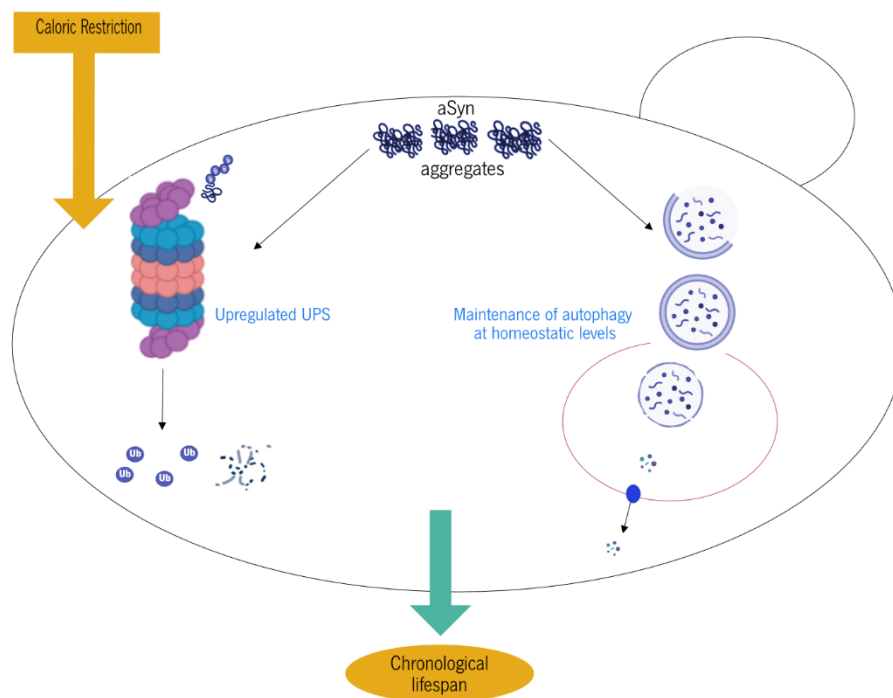 Caloric Restriction
aSyn
aggregates
Upregulated UPS
Maintenance of autophagy
at homeostatic levels
Ub
Ub
Ub
Ub
Chronological
lifespan